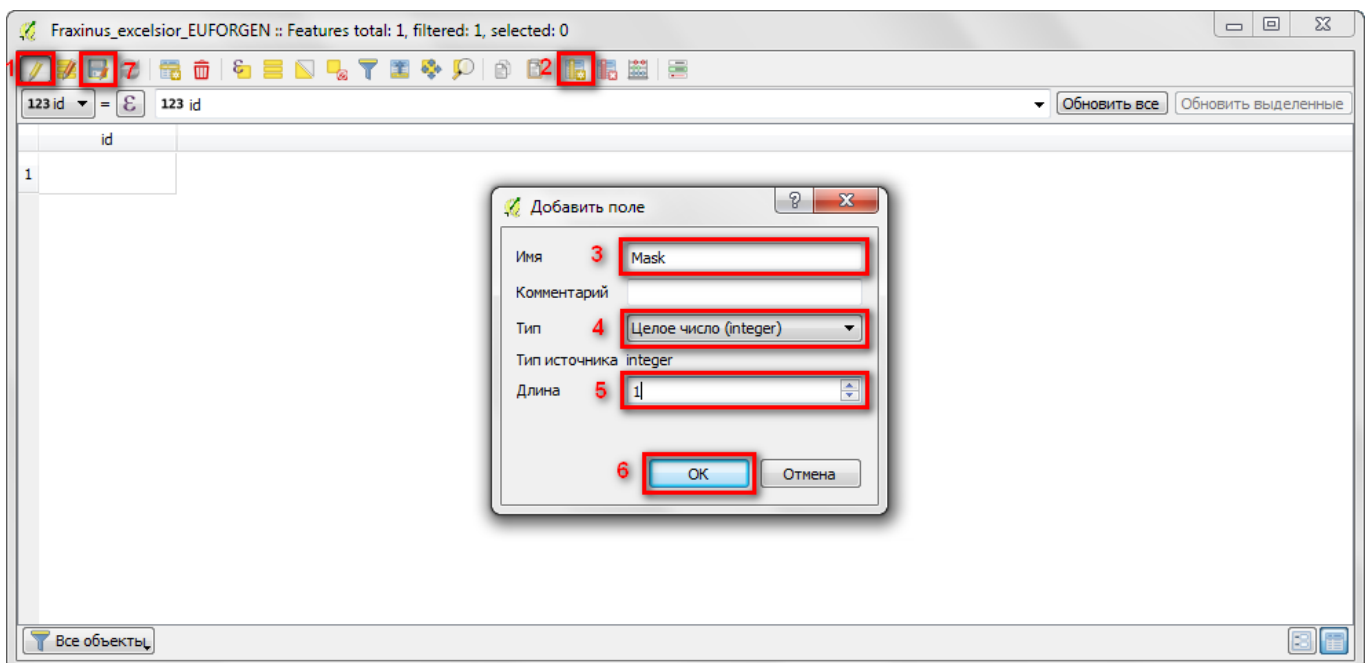 Fraxinus_excelsior_EUFORGEN :: Features total: 1, filtered: 1, selected: 0
1 7 2
123 id = ε 123 id Обновить все Обновить выделенные
id
1
Добавить поле
Имя 3 Mask
Комментарий
Тип 4 Целое число (integer)
Тип источника integer
Длина 5 1
6 OK Отмена
Все объекты